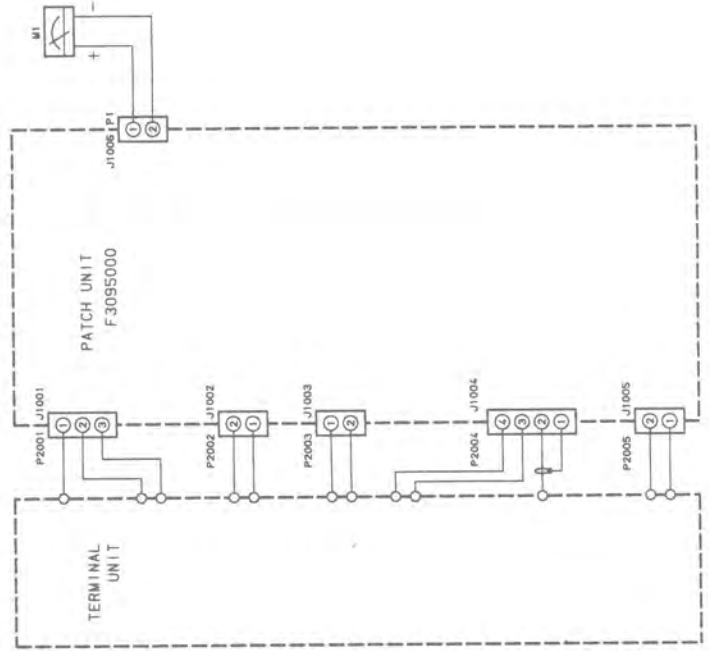 M1
+
−
J1006 P1
1
2
PATCH UNIT
F3095000
P2001 J1001
1
2
3
P2002 J1002
2
1
P2003 J1003
1
2
P2004 J1004
4
3
2
1
P2005 J1005
2
1
TERMINAL
UNIT